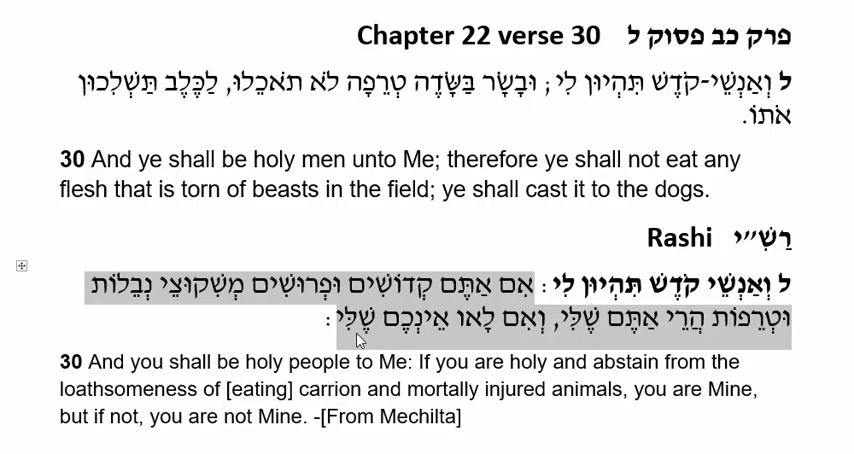 פרק כב פסוק ל   Chapter 22 verse 30
ל וְאַנְשֵׁי-קֹדֶשׁ תִּהְיוּן לִי ; וּבָשָׂר בַּשָּׂדֶה טְרֵפָה לֹא תֹאכֵלוּ, לַכֶּלֶב תַּשְׁלִכוּן
אֹתוֹ.
30 And ye shall be holy men unto Me; therefore ye shall not eat any
flesh that is torn of beasts in the field; ye shall cast it to the dogs.
רַשִׁ״י   Rashi
ל וְאַנְשֵׁי קֹדֶשׁ תִּהְיוּן לִי : אִם אַתֶּם קְדוֹשִׁים וּפְרוּשִׁים מִשִׁקוּצֵי נְבֵלוֹת
וּטְרֵפוֹת הֲרֵי אַתֶּם שֶׁלִּי, וְאִם לָאו אֵינְכֶם שֶׁלִּי :
30 And you shall be holy people to Me: If you are holy and abstain from the
loathsomeness of [eating] carrion and mortally injured animals, you are Mine,
but if not, you are not Mine. -[From Mechilta]